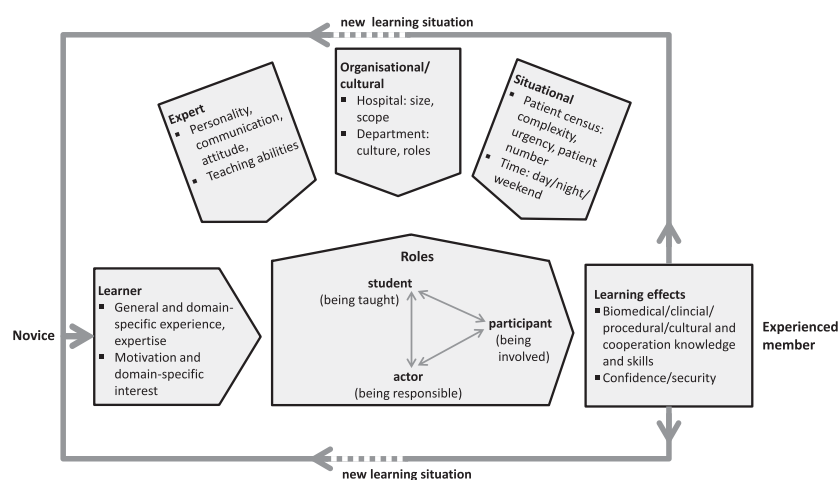 new learning situation
Expert
▪ Personality,
communication,
attitude,
▪ Teaching abilities
Organisational/
cultural
▪ Hospital: size,
scope
▪ Department:
culture, roles
Situational
▪ Patient census:
complexity,
urgency, patient
number
▪ Time: day/night/
weekend
Novice
Learner
▪ General and domain-
specific experience,
expertise
▪ Motivation and
domain-specific
interest
Roles
student
(being taught)
participant
(being
involved)
actor
(being responsible)
Learning effects
▪ Biomedical/clincial/
procedural/cultural and
cooperation knowledge
and skills
▪ Confidence/security
Experienced
member
new learning situation